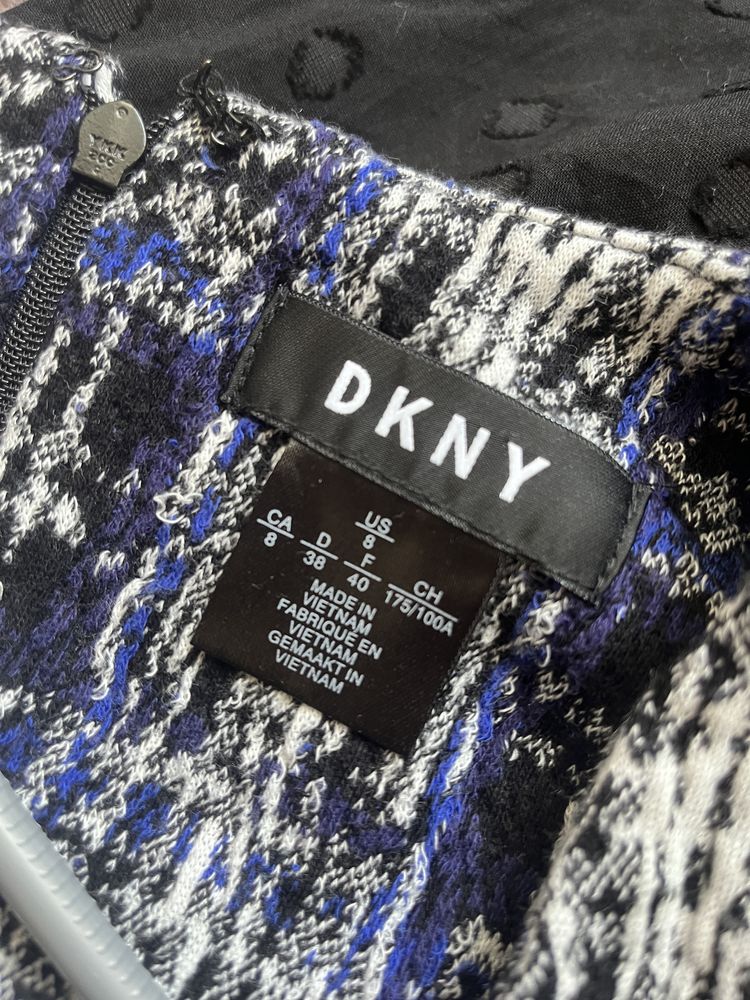 YKK
DKNY
US
8
CA
8
D
38
F
40
CH
175/100A
MADE IN
VIETNAM
FABRIQUÉ EN
VIETNAM
GEMAAKT IN
VIETNAM